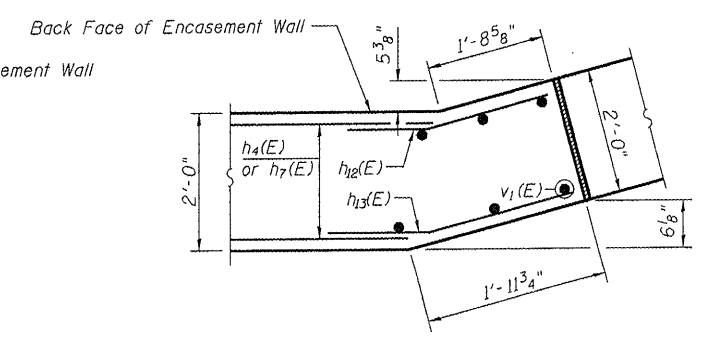 Back Face of Encasement Wall
ement Wall
5 3/8"
1'-8 5/8"
2'-0"
2'-0"
h4(E)
or h7(E)
h12(E)
h13(E)
v1(E)
6 1/8"
1'-11 3/4"